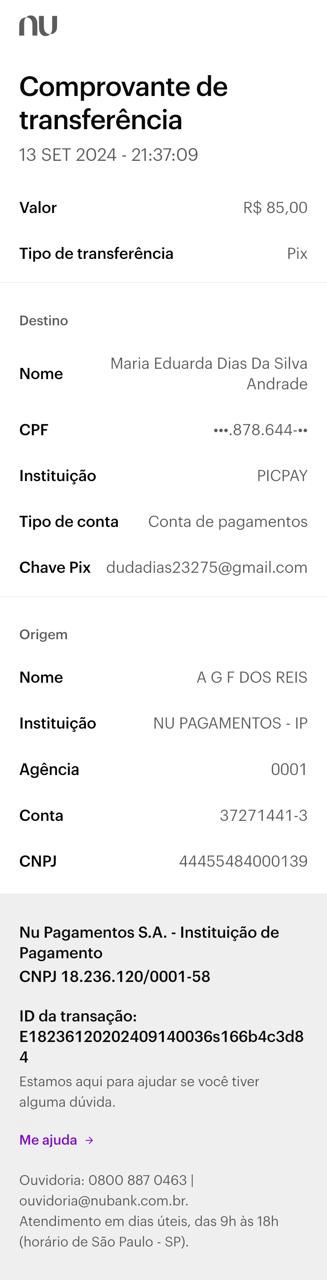 nu
Comprovante de
transferência
13 SET 2024 - 21:37:09
Valor R$ 85,00
Tipo de transferência Pix
Destino
Nome Maria Eduarda Dias Da Silva
Andrade
CPF •••.878.644-••
Instituição PICPAY
Tipo de conta Conta de pagamentos
Chave Pix dudadias23275@gmail.com
Origem
Nome A G F DOS REIS
Instituição NU PAGAMENTOS - IP
Agência 0001
Conta 37271441-3
CNPJ 44455484000139
Nu Pagamentos S.A. - Instituição de
Pagamento
CNPJ 18.236.120/0001-58
ID da transação:
E18236120202409140036s166b4c3d8
4
Estamos aqui para ajudar se você tiver
alguma dúvida.
Me ajuda →
Ouvidoria: 0800 887 0463 |
ouvidoria@nubank.com.br.
Atendimento em dias úteis, das 9h às 18h
(horário de São Paulo - SP).